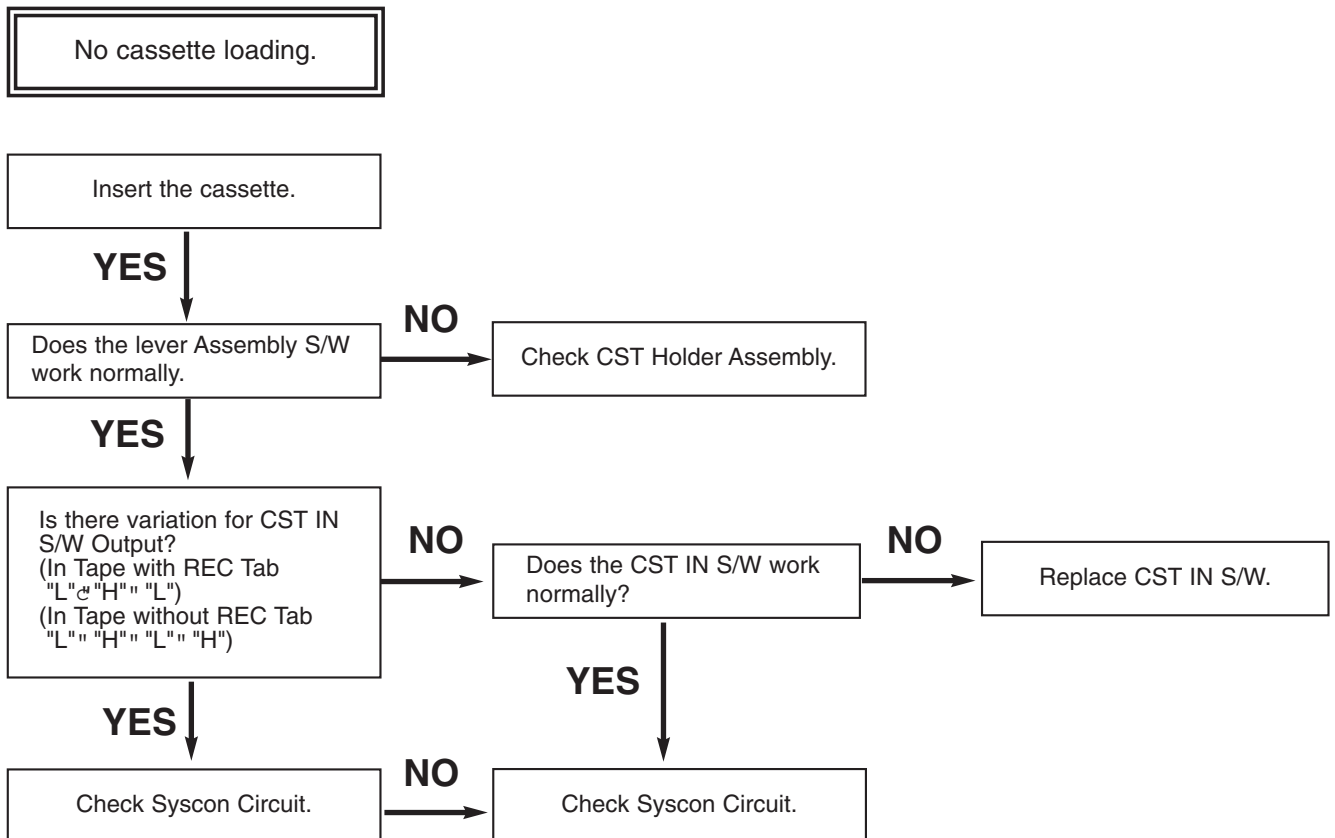 No cassette loading.
Insert the cassette.
YES
Does the lever Assembly S/W
work normally.
NO
Check CST Holder Assembly.
YES
Is there variation for CST IN
S/W Output?
(In Tape with REC Tab
"L" "H" " "L")
(In Tape without REC Tab
"L" " "H" " "L" " "H")
NO
Does the CST IN S/W work
normally?
NO
Replace CST IN S/W.
YES
YES
Check Syscon Circuit.
NO
Check Syscon Circuit.